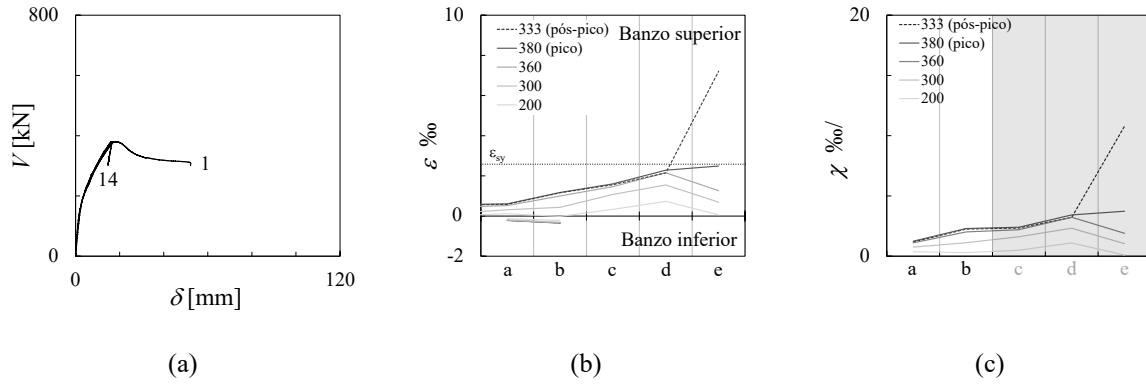 800
V [kN]
14
1
0
0
120
δ [mm]
(a)
10
333 (pós-pico)
Banzo superior
380 (pico)
360
300
200
ε ‰
εsy
0
Banzo inferior
-2
a b c d e
(b)
20
333 (pós-pico)
380 (pico)
360
300
200
χ ‰/
0
a b c d e
(c)